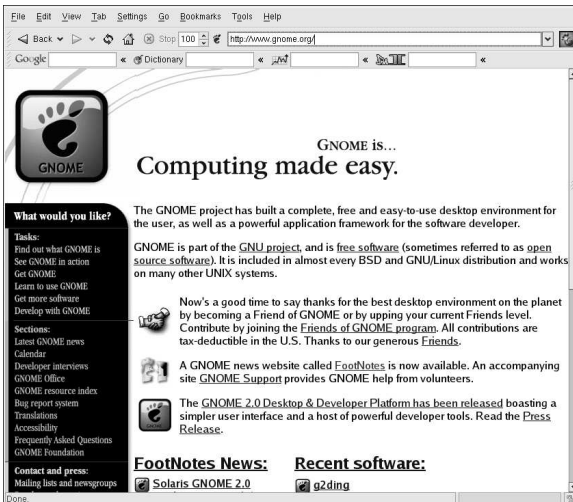 File Edit View Tab Settings Go Bookmarks Tools Help
Back Stop 100 http://www.gnome.org/
Google « Dictionary « « «
GNOME
GNOME IS...
Computing made easy.
What would you like?
Tasks:
Find out what GNOME is
See GNOME in action
Get GNOME
Learn to use GNOME
Get more software
Develop with GNOME
Sections:
Latest GNOME news
Calendar
Developer interviews
GNOME Office
GNOME resource index
Bug report system
Translations
Accessibility
Frequently Asked Questions
GNOME Foundation
Contact and press:
Mailing lists and newsgroups
The GNOME project has built a complete, free and easy-to-use desktop environment for
the user, as well as a powerful application framework for the software developer.
GNOME is part of the GNU project, and is free software (sometimes referred to as open
source software). It is included in almost every BSD and GNU/Linux distribution and works
on many other UNIX systems.
Now's a good time to say thanks for the best desktop environment on the planet
by becoming a Friend of GNOME or by upping your current Friends level.
Contribute by joining the Friends of GNOME program. All contributions are
tax-deductible in the U.S. Thanks to our generous Friends.
A GNOME news website called FootNotes is now available. An accompanying
site GNOME Support provides GNOME help from volunteers.
The GNOME 2.0 Desktop & Developer Platform has been released boasting a
simpler user interface and a host of powerful developer tools. Read the Press
Release.
FootNotes News:
Solaris GNOME 2.0
Recent software:
g2ding
Done.